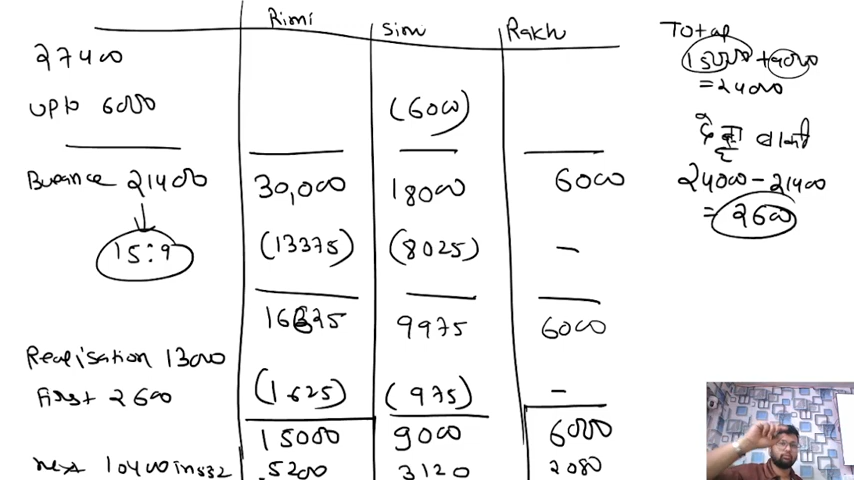 Rimi Simi Rakhi Total
27400 15000 + 9000
= 24000
upto 6000 (6000)
Balance 21400 30,000 18000 6000 24000 - 21400
= 2600
15:9 (13375) (8025) -
16625 9975 6000
Realisation 13000
First 2600 (1625) (975) -
15000 9000 6000
next 10400 in 5:3:2 5200 3120 2080